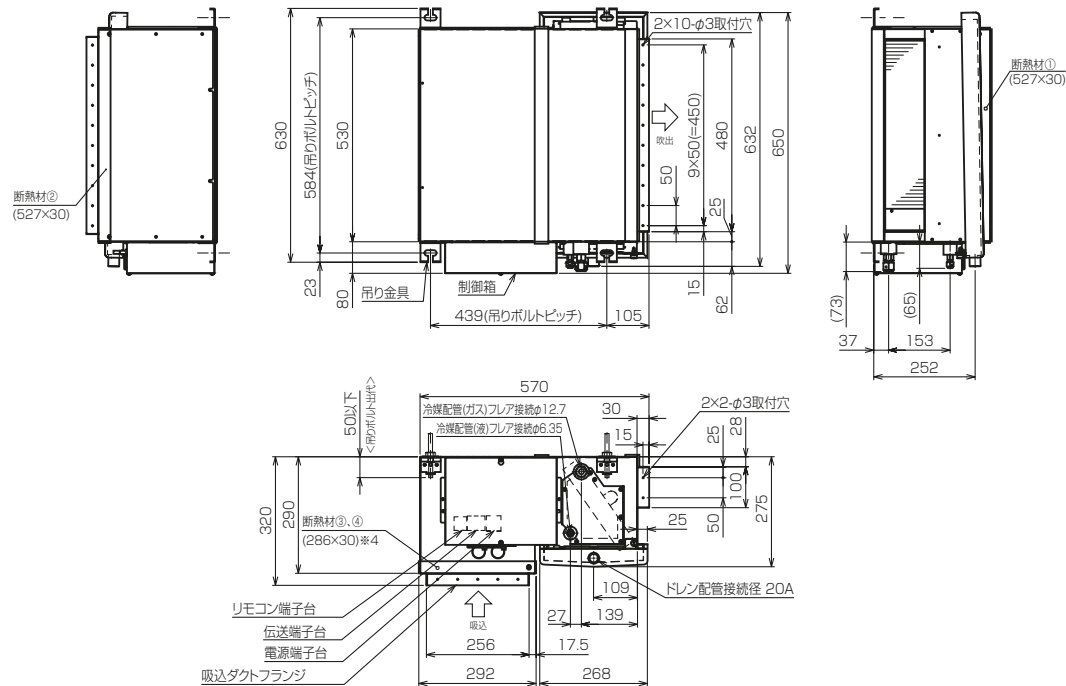 断熱材②
(527×30)
630
584(吊りボルトピッチ)
530
23
80
吊り金具
制御箱
439(吊りボルトピッチ)
105
2×10-φ3取付穴
吹出
9×50(=450)
50
480
25
632
650
15
62
断熱材①
(527×30)
(73)
(65)
37
153
252
570
50以下
<吊りボルト出代>
冷媒配管(ガス)フレア接続φ12.7
冷媒配管(液)フレア接続φ6.35
30
15
2×2-φ3取付穴
25
28
100
50
275
25
320
290
断熱材③、④
(286×30)※4
リモコン端子台
伝送端子台
電源端子台
吸込ダクトフランジ
吸込
256
17.5
292
268
27
139
109
ドレン配管接続径 20A